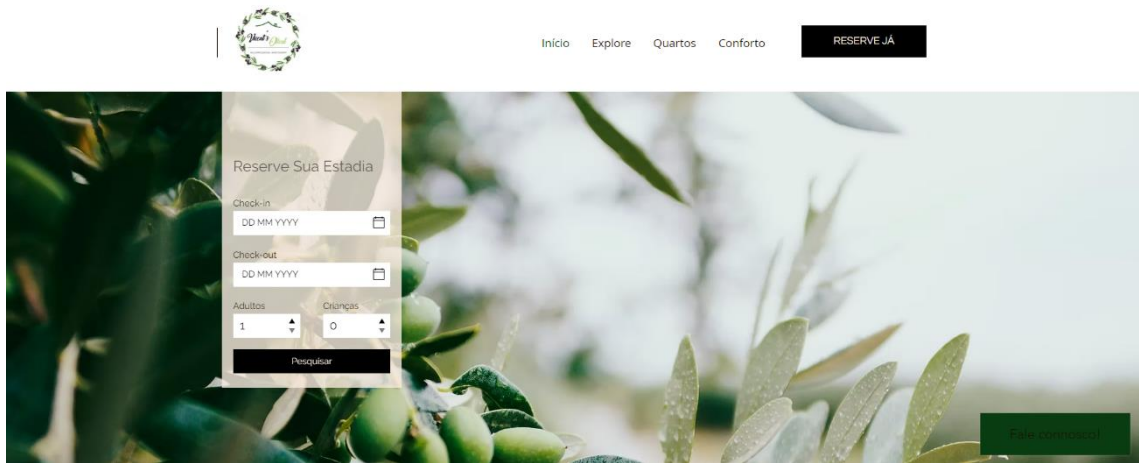 Início Explore Quartos Conforto RESERVE JÁ
Reserve Sua Estadia
Check-in
DD MM YYYY
Check-out
DD MM YYYY
Adultos Crianças
1 0
Pesquisar
Fale connosco!